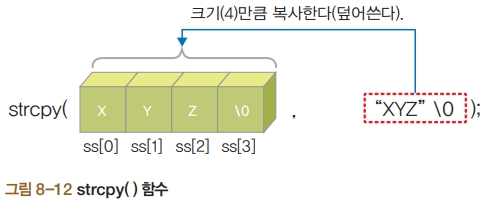 크기(4)만큼 복사한다(덮어쓴다).
strcpy( X Y Z \0 , “XYZ” \0 );
ss[0] ss[1] ss[2] ss[3]
그림 8-12 strcpy( ) 함수